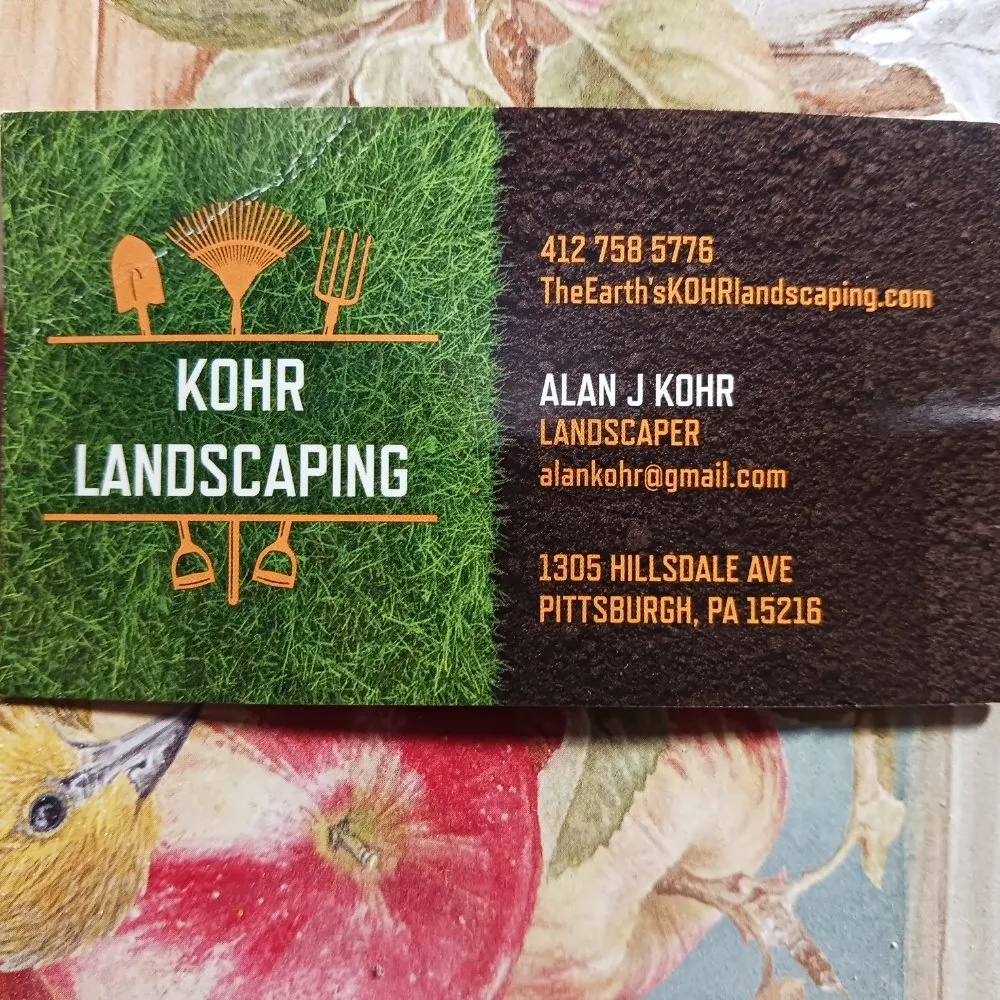 KOHR
LANDSCAPING
412 758 5776
TheEarth'sKOHRlandscaping.com
ALAN J KOHR
LANDSCAPER
alankohr@gmail.com
1305 HILLSDALE AVE
PITTSBURGH, PA 15216